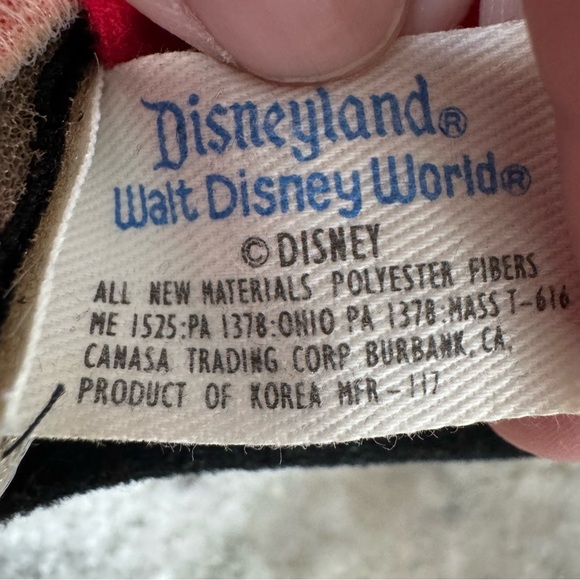 Disneyland®
Walt Disney World®
© DISNEY
ALL NEW MATERIALS POLYESTER FIBERS
ME 1525:PA 1378:OHIO PA 1378:MASS T-616
CANASA TRADING CORP BURBANK, CA.
PRODUCT OF KOREA MFR-117